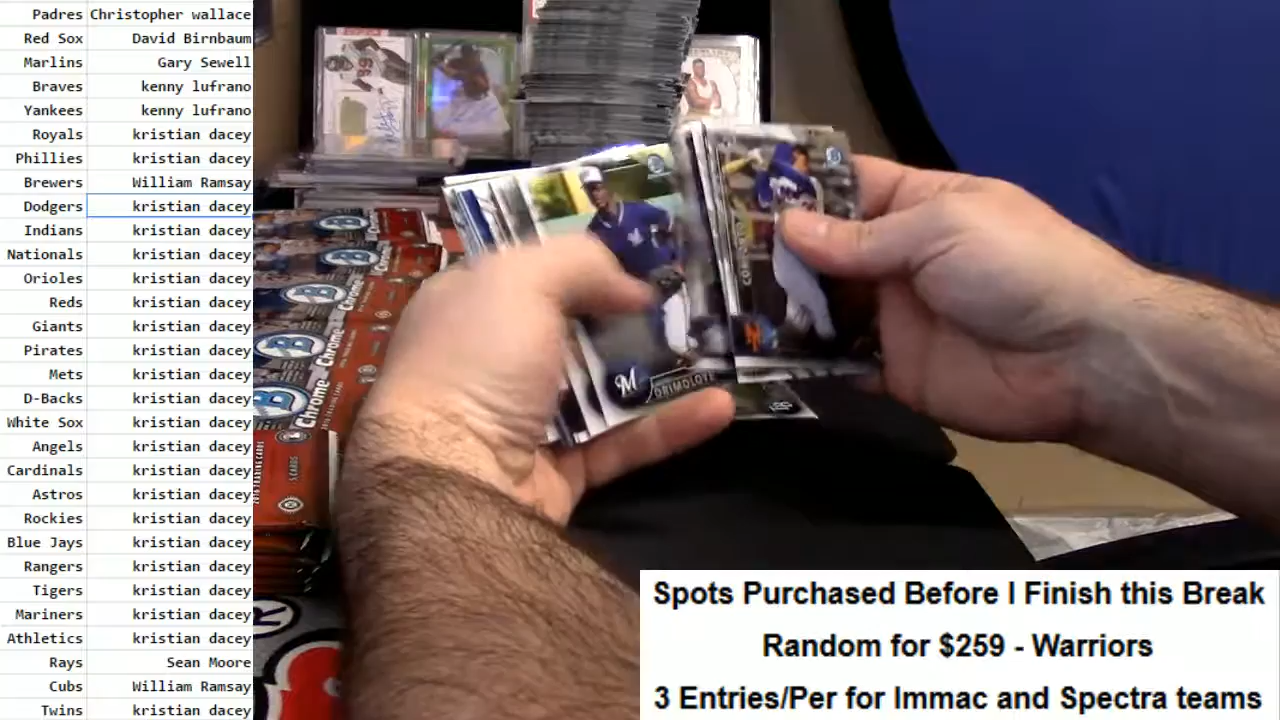 Padres Christopher wallace
Red Sox David Birnbaum
Marlins Gary Sewell
Braves kenny lufrano
Yankees kenny lufrano
Royals kristian dacey
Phillies kristian dacey
Brewers William Ramsay
Dodgers kristian dacey
Indians kristian dacey
Nationals kristian dacey
Orioles kristian dacey
Reds kristian dacey
Giants kristian dacey
Pirates kristian dacey
Mets kristian dacey
D-Backs kristian dacey
White Sox kristian dacey
Angels kristian dacey
Cardinals kristian dacey
Astros kristian dacey
Rockies kristian dacey
Blue Jays kristian dacey
Rangers kristian dacey
Tigers kristian dacey
Mariners kristian dacey
Athletics kristian dacey
Rays Sean Moore
Cubs William Ramsay
Twins kristian dacey
Chrome
Chrome
M
Spots Purchased Before I Finish this Break
Random for $259 - Warriors
3 Entries/Per for Immac and Spectra teams